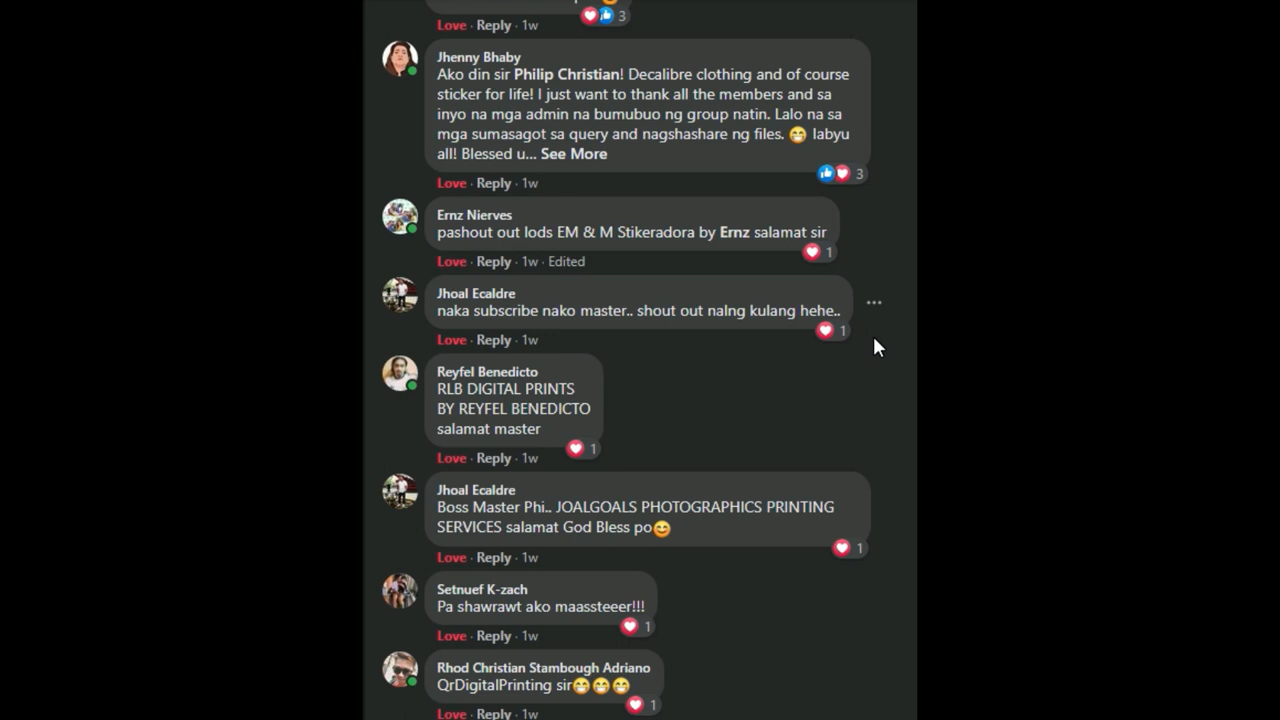 3
Love · Reply · 1w
Jhenny Bhaby
Ako din sir Philip Christian! Decalibre clothing and of course
sticker for life! I just want to thank all the members and sa
inyo na mga admin na bumubuo ng group natin. Lalo na sa
mga sumasagot sa query and nagshashare ng files. 😁 labyu
all! Blessed u... See More
3
Love · Reply · 1w
Ernz Nierves
pashout out lods EM & M Stikeradora by Ernz salamat sir
1
Love · Reply · 1w · Edited
Jhoal Ecaldre
naka subscribe nako master.. shout out nalng kulang hehe..
1
Love · Reply · 1w
Reyfel Benedicto
RLB DIGITAL PRINTS
BY REYFEL BENEDICTO
salamat master
1
Love · Reply · 1w
Jhoal Ecaldre
Boss Master Phi.. JOALGOALS PHOTOGRAPHICS PRINTING
SERVICES salamat God Bless po😊
1
Love · Reply · 1w
Setnuef K-zach
Pa shawrawt ako maassteeer!!!
1
Love · Reply · 1w
Rhod Christian Stambough Adriano
QrDigitalPrinting sir😁😁😁
1
Love · Reply · 1w